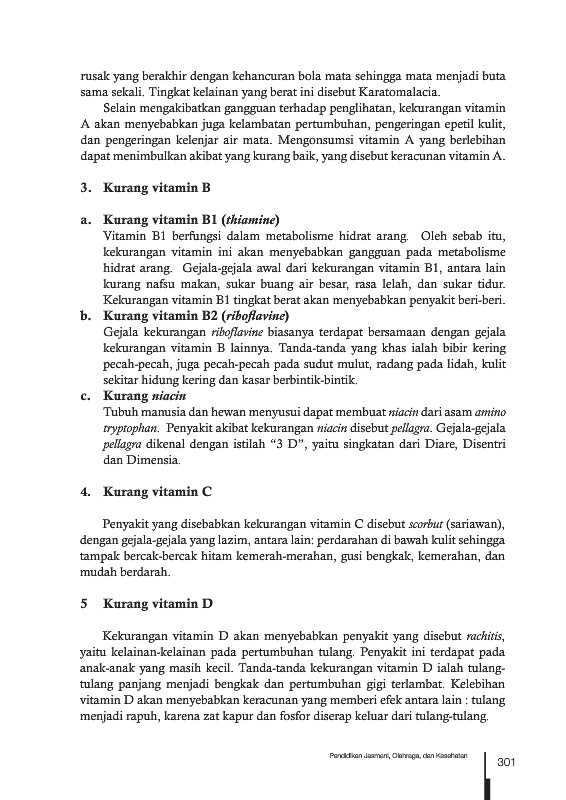 rusak yang berakhir dengan kehancuran bola mata sehingga mata menjadi buta
sama sekali. Tingkat kelainan yang berat ini disebut Karatomalacia.
Selain mengakibatkan gangguan terhadap penglihatan, kekurangan vitamin
A akan menyebabkan juga kelambatan pertumbuhan, pengeringan epetil kulit,
dan pengeringan kelenjar air mata. Mengonsumsi vitamin A yang berlebihan
dapat menimbulkan akibat yang kurang baik, yang disebut keracunan vitamin A.
3. Kurang vitamin B
a. Kurang vitamin B1 (thiamine)
Vitamin B1 berfungsi dalam metabolisme hidrat arang. Oleh sebab itu,
kekurangan vitamin ini akan menyebabkan gangguan pada metabolisme
hidrat arang. Gejala-gejala awal dari kekurangan vitamin B1, antara lain
kurang nafsu makan, sukar buang air besar, rasa lelah, dan sukar tidur.
Kekurangan vitamin B1 tingkat berat akan menyebabkan penyakit beri-beri.
b. Kurang vitamin B2 (riboflavine)
Gejala kekurangan riboflavine biasanya terdapat bersamaan dengan gejala
kekurangan vitamin B lainnya. Tanda-tanda yang khas ialah bibir kering
pecah-pecah, juga pecah-pecah pada sudut mulut, radang pada lidah, kulit
sekitar hidung kering dan kasar berbintik-bintik.
c. Kurang niacin
Tubuh manusia dan hewan menyusui dapat membuat niacin dari asam amino
tryptophan. Penyakit akibat kekurangan niacin disebut pellagra. Gejala-gejala
pellagra dikenal dengan istilah “3 D”, yaitu singkatan dari Diare, Disentri
dan Dimensia.
4. Kurang vitamin C
Penyakit yang disebabkan kekurangan vitamin C disebut scorbut (sariawan),
dengan gejala-gejala yang lazim, antara lain: perdarahan di bawah kulit sehingga
tampak bercak-bercak hitam kemerah-merahan, gusi bengkak, kemerahan, dan
mudah berdarah.
5 Kurang vitamin D
Kekurangan vitamin D akan menyebabkan penyakit yang disebut rachitis,
yaitu kelainan-kelainan pada pertumbuhan tulang. Penyakit ini terdapat pada
anak-anak yang masih kecil. Tanda-tanda kekurangan vitamin D ialah tulang-
tulang panjang menjadi bengkak dan pertumbuhan gigi terlambat. Kelebihan
vitamin D akan menyebabkan keracunan yang memberi efek antara lain : tulang
menjadi rapuh, karena zat kapur dan fosfor diserap keluar dari tulang-tulang.
Pendidikan Jasmani, Olahraga, dan Kesehatan
301